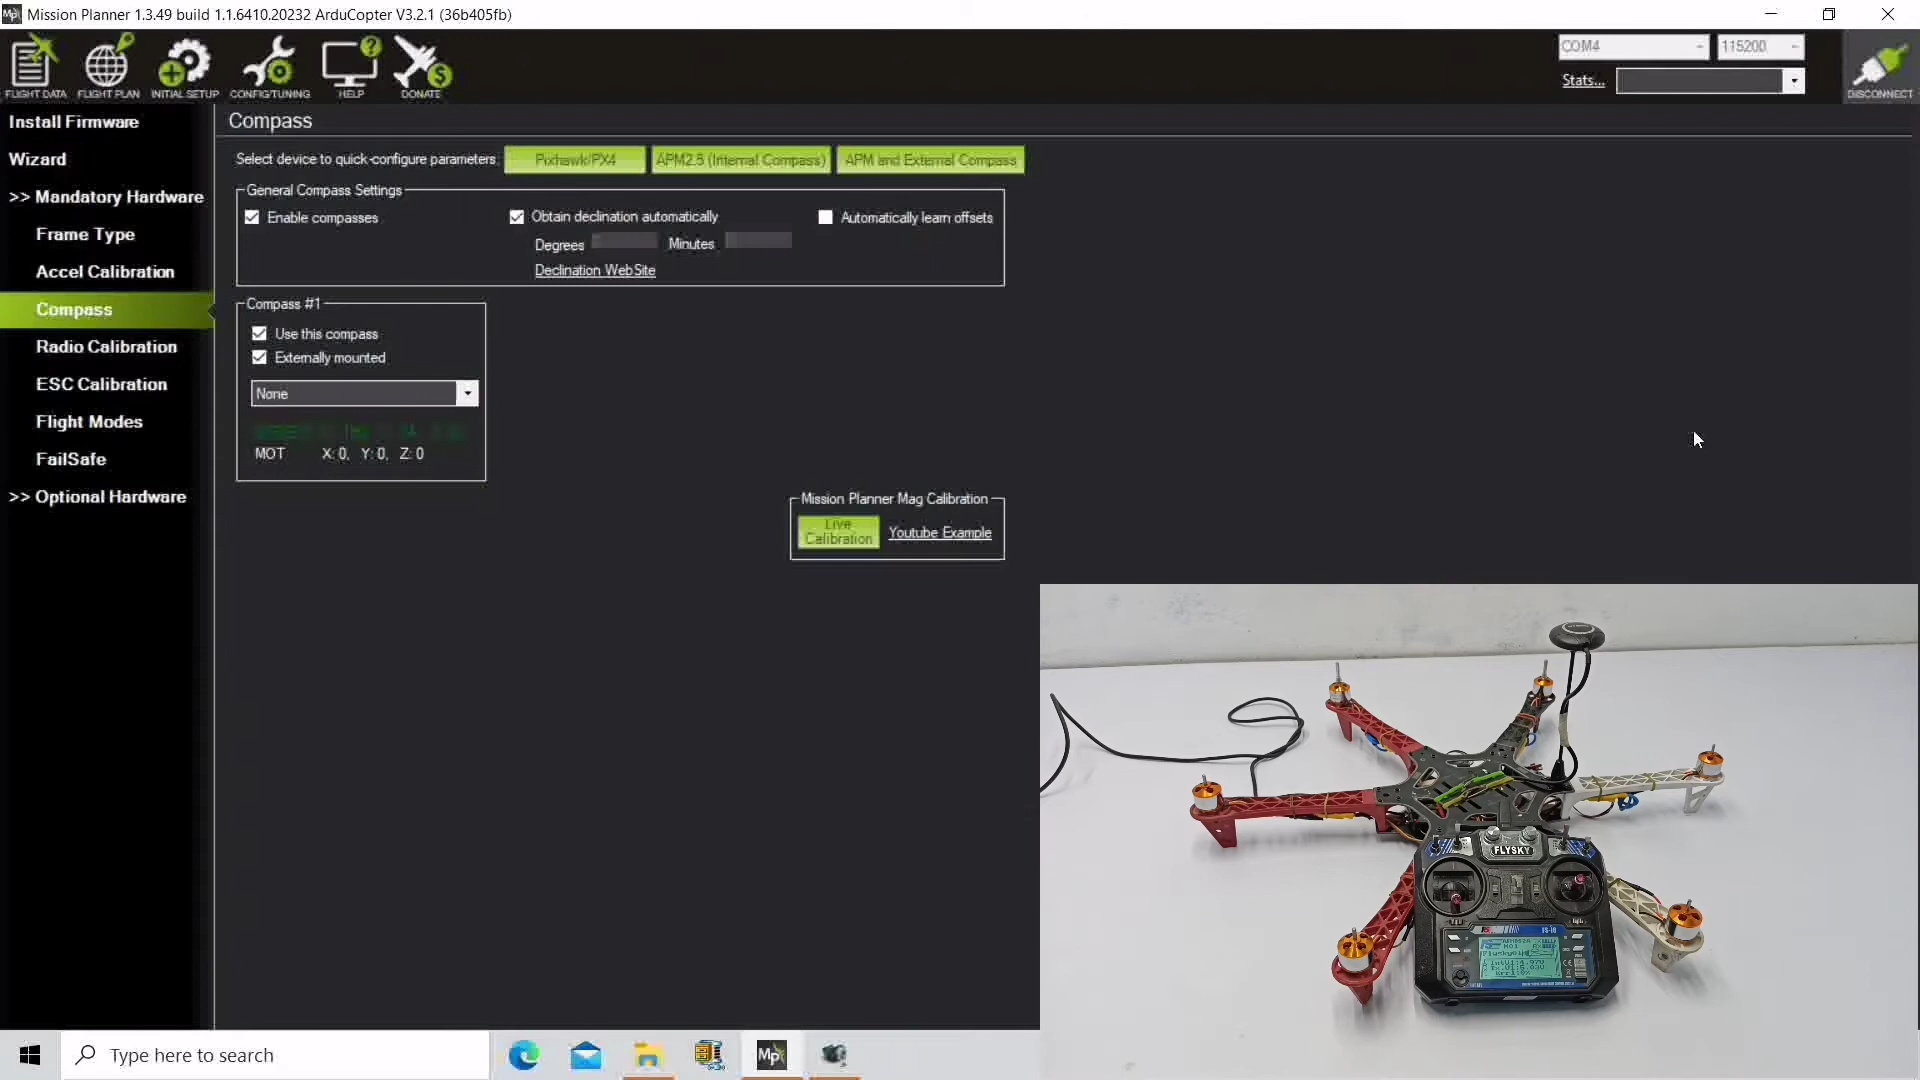 Mission Planner 1.3.49 build 1.1.6410.20232 ArduCopter V3.2.1 (36b405fb)
FLIGHT DATA
FLIGHT PLAN
INITIAL SETUP
CONFIG/TUNING
HELP
DONATE
COM4
115200
Stats...
DISCONNECT
Install Firmware
Wizard
>> Mandatory Hardware
Frame Type
Accel Calibration
Compass
Radio Calibration
ESC Calibration
Flight Modes
FailSafe
>> Optional Hardware
Compass
Select device to quick-configure parameters
Pixhawk/PX4
APM2.5 (Internal Compass)
APM and External Compass
General Compass Settings
Enable compasses
Obtain declination automatically
Automatically learn offsets
Degrees
Minutes
Declination WebSite
Compass #1
Use this compass
Externally mounted
None
MOT X: 0, Y: 0, Z: 0
Mission Planner Mag Calibration
Live
Calibration
Youtube Example
FLYSKY
FS-i6
Type here to search
Mp